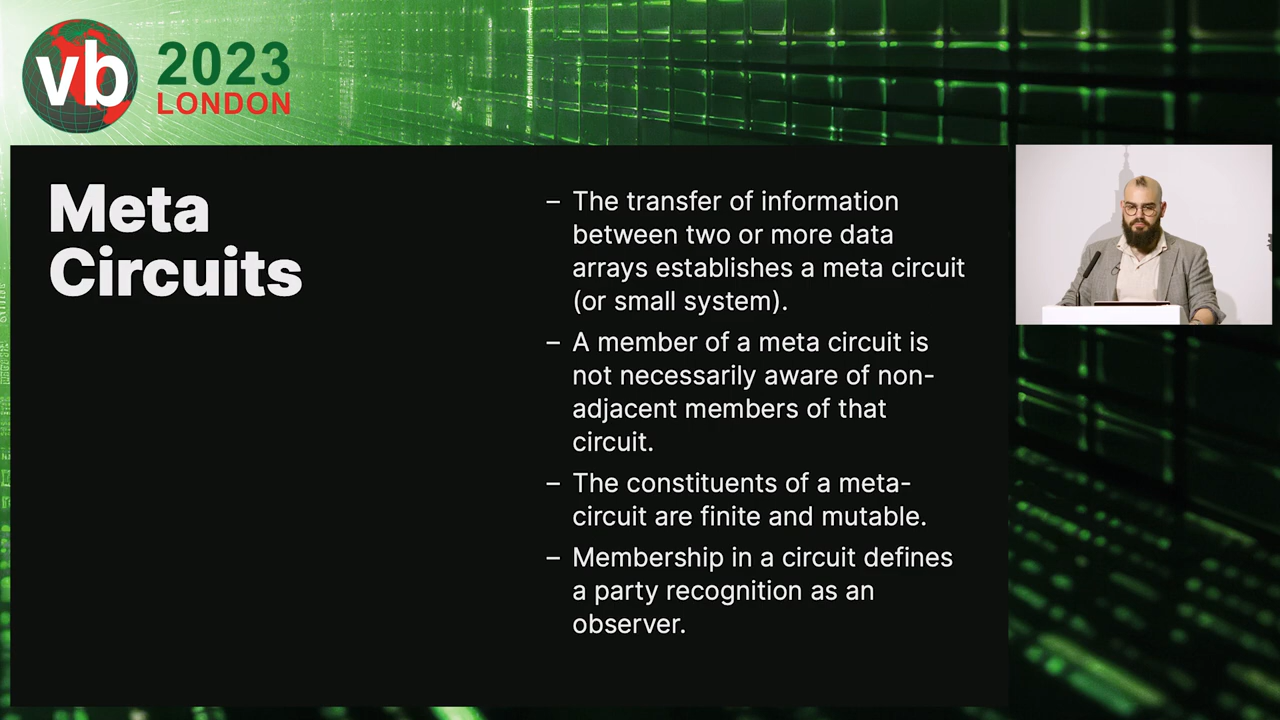 vb
2023
LONDON
Meta
Circuits
– The transfer of information
between two or more data
arrays establishes a meta circuit
(or small system).
– A member of a meta circuit is
not necessarily aware of non-
adjacent members of that
circuit.
– The constituents of a meta-
circuit are finite and mutable.
– Membership in a circuit defines
a party recognition as an
observer.